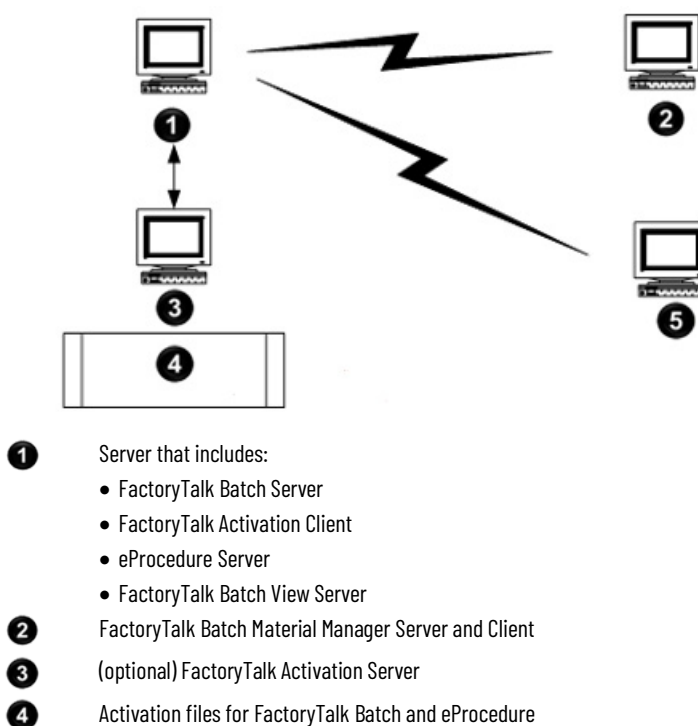 1
2
3
4
5
1 Server that includes:
• FactoryTalk Batch Server
• FactoryTalk Activation Client
• eProcedure Server
• FactoryTalk Batch View Server
2 FactoryTalk Batch Material Manager Server and Client
3 (optional) FactoryTalk Activation Server
4 Activation files for FactoryTalk Batch and eProcedure